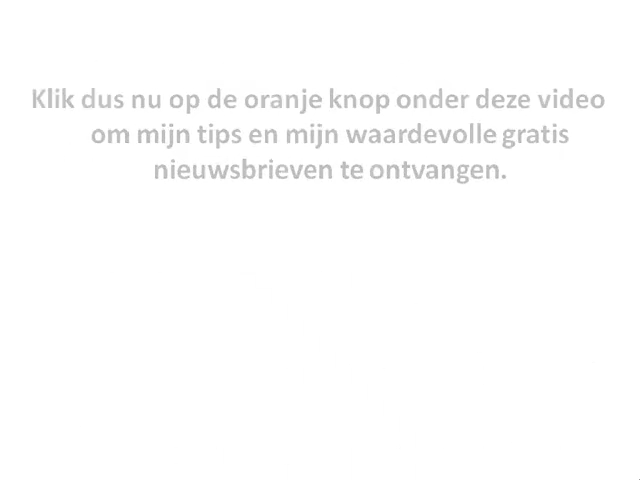 Klik dus nu op de oranje knop onder deze video
om mijn tips en mijn waardevolle gratis
nieuwsbrieven te ontvangen.